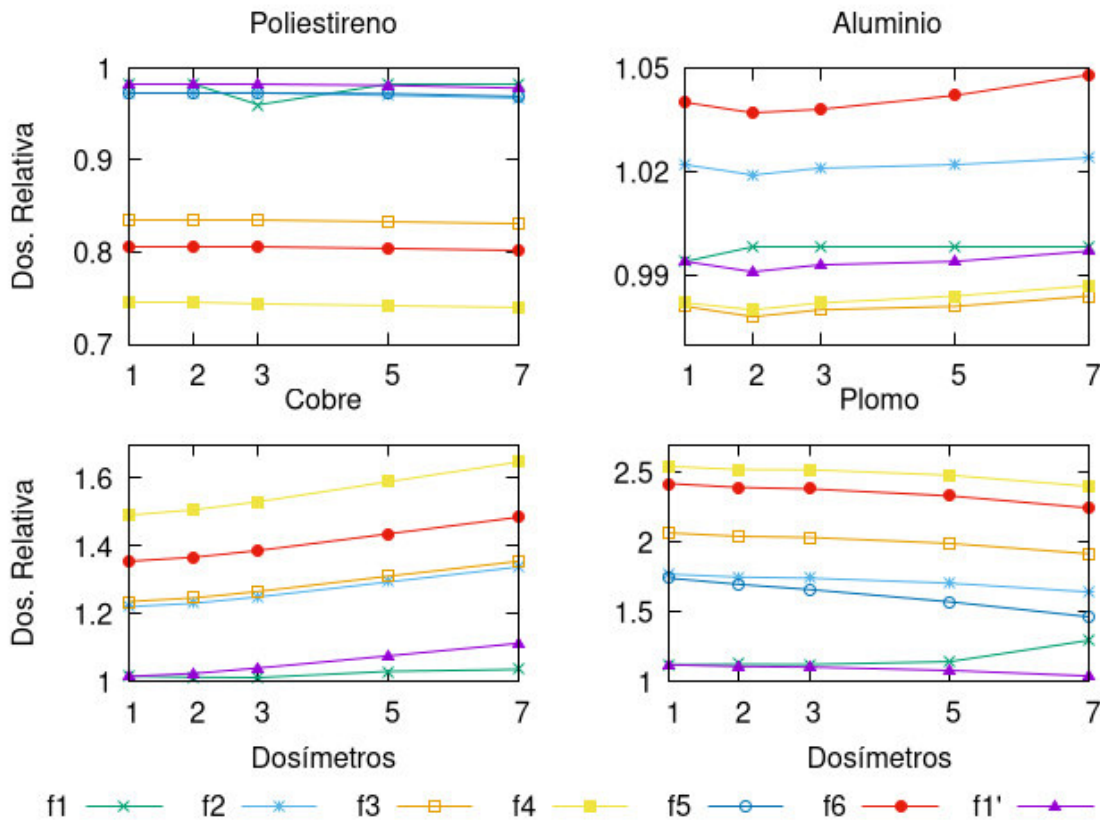 Poliestireno
Aluminio
Dos. Relativa
1
0.9
0.8
0.7
1 2 3 5 7
1.05
1.02
0.99
1 2 3 5 7
Cobre
Plomo
Dos. Relativa
1.6
1.4
1.2
1
1 2 3 5 7
2.5
2
1.5
1
1 2 3 5 7
Dosímetros
Dosímetros
f1 f2 f3 f4 f5 f6 f1'